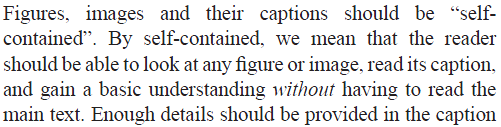 Figures, images and their captions should be “self-
contained”. By self-contained, we mean that the reader
should be able to look at any figure or image, read its caption,
and gain a basic understanding without having to read the
main text. Enough details should be provided in the caption